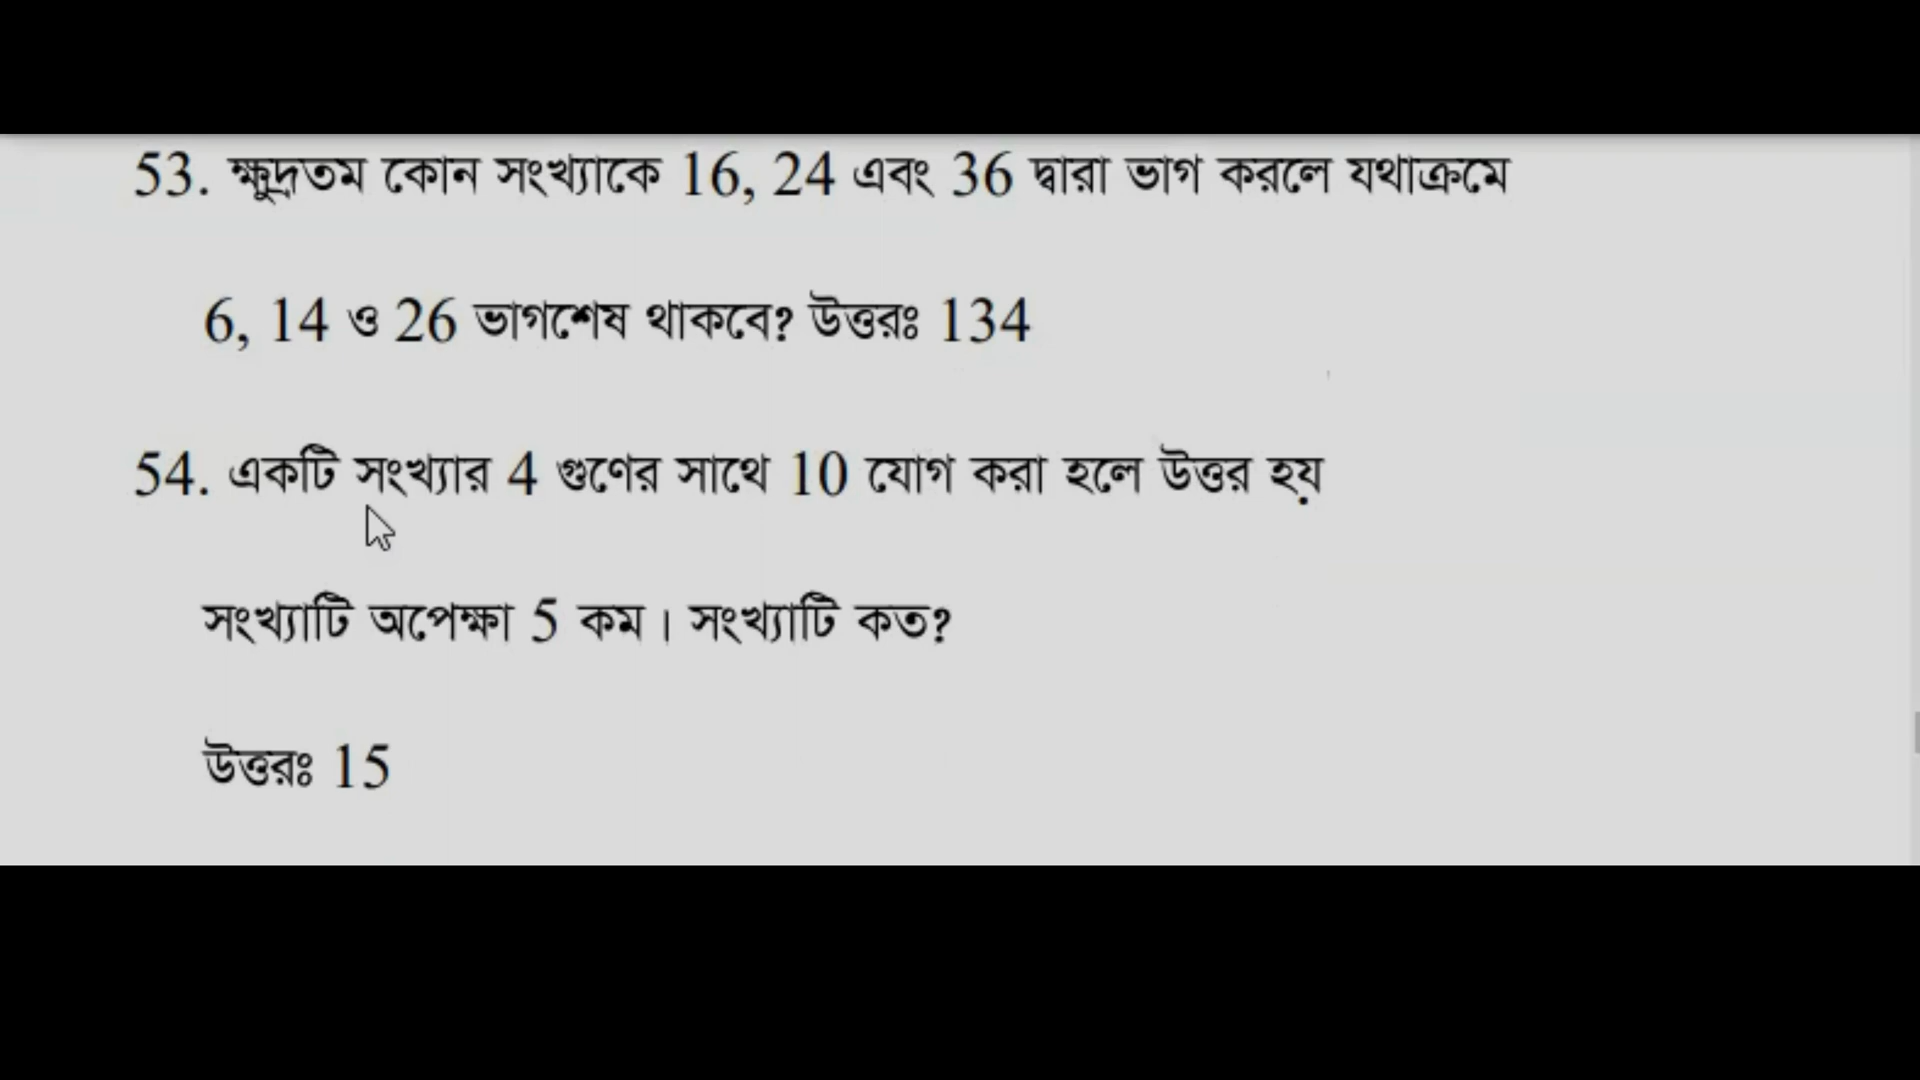 53. ক্ষুদ্রতম কোন সংখ্যাকে 16, 24 এবং 36 দ্বারা ভাগ করলে যথাক্রমে
6, 14 ও 26 ভাগশেষ থাকবে? উত্তরঃ 134
54. একটি সংখ্যার 4 গুণের সাথে 10 যোগ করা হলে উত্তর হয়
সংখ্যাটি অপেক্ষা 5 কম। সংখ্যাটি কত?
উত্তরঃ 15